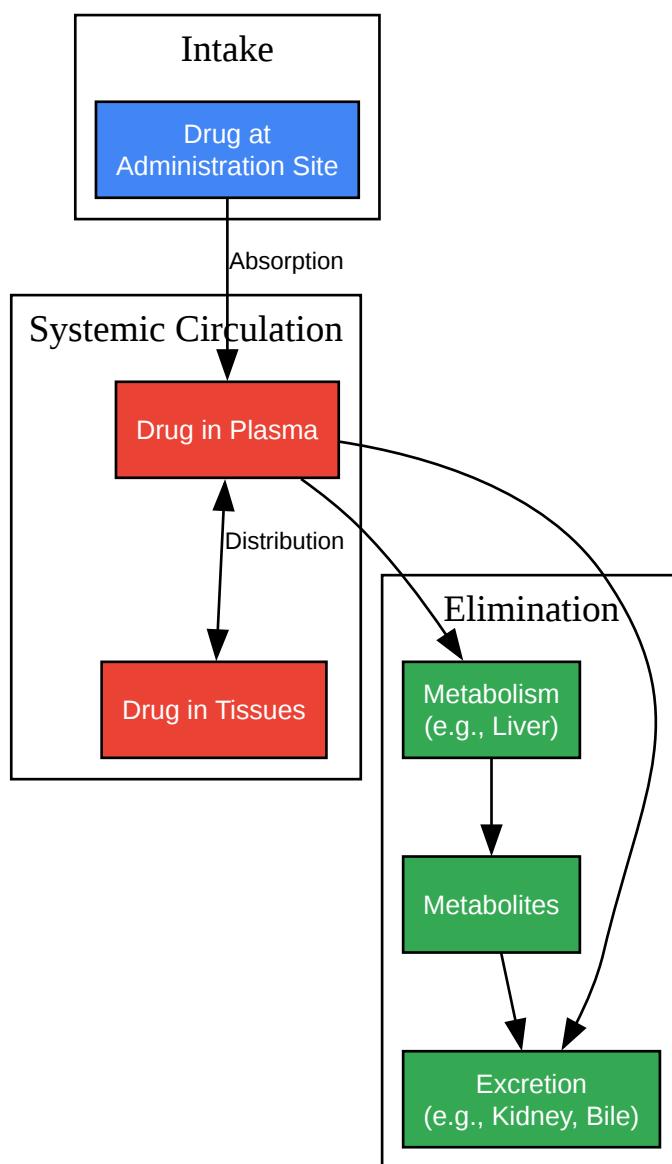 Intake
Drug at
Administration Site
Absorption
Systemic Circulation
Drug in Plasma
Distribution
Drug in Tissues
Elimination
Metabolism
(e.g., Liver)
Metabolites
Excretion
(e.g., Kidney, Bile)